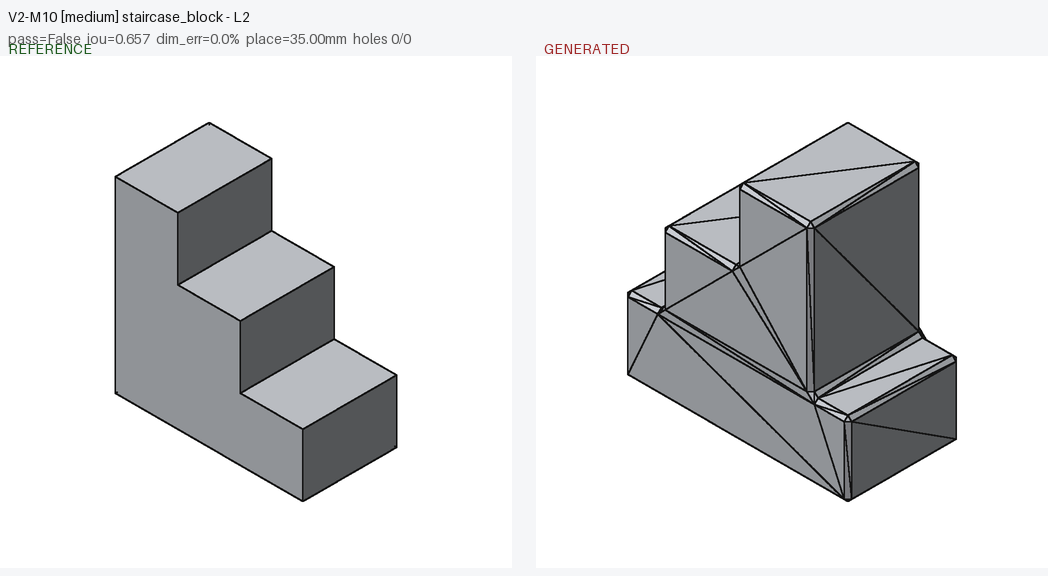 V2-M10 [medium] staircase_block - L2
pass=False iou=0.657 dim_err=0.0% place=35.00mm holes 0/0
REFERENCE
GENERATED